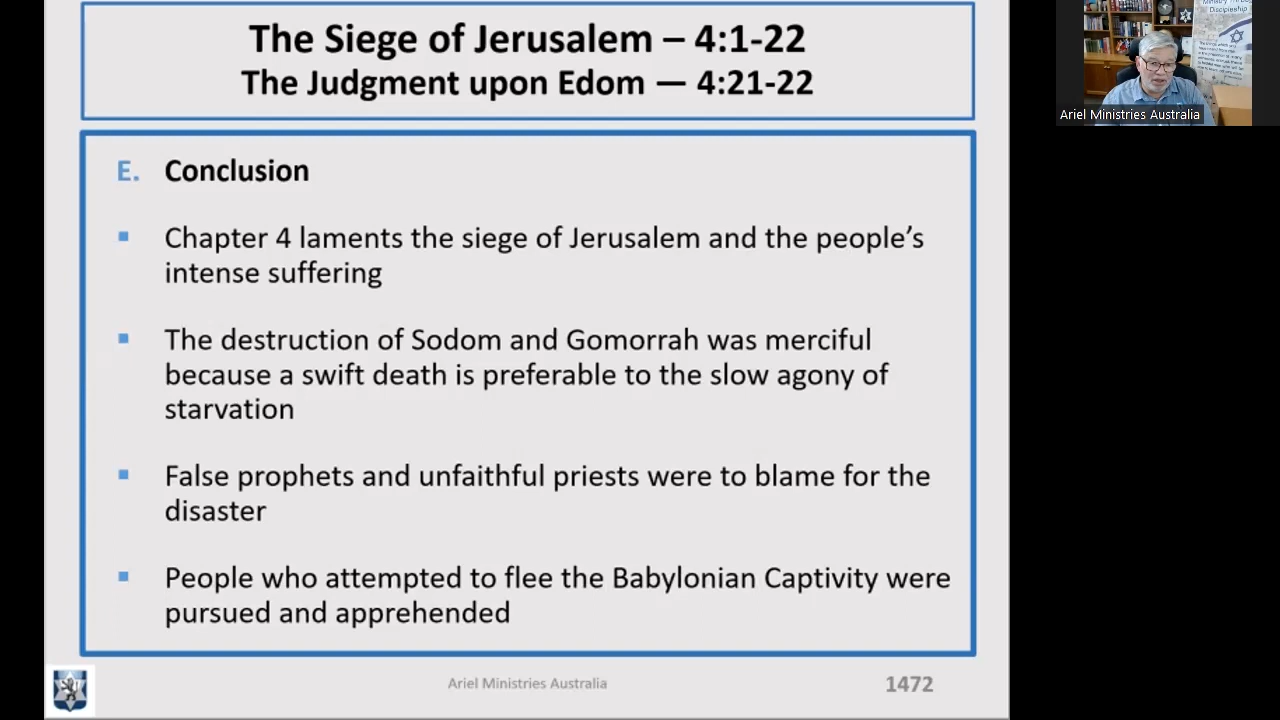 The Siege of Jerusalem – 4:1-22
The Judgment upon Edom — 4:21-22
E. Conclusion
▪ Chapter 4 laments the siege of Jerusalem and the people’s
intense suffering
▪ The destruction of Sodom and Gomorrah was merciful
because a swift death is preferable to the slow agony of
starvation
▪ False prophets and unfaithful priests were to blame for the
disaster
▪ People who attempted to flee the Babylonian Captivity were
pursued and apprehended
Ariel Ministries Australia
1472
Ministry Through
Discipleship
Ariel Ministries Australia